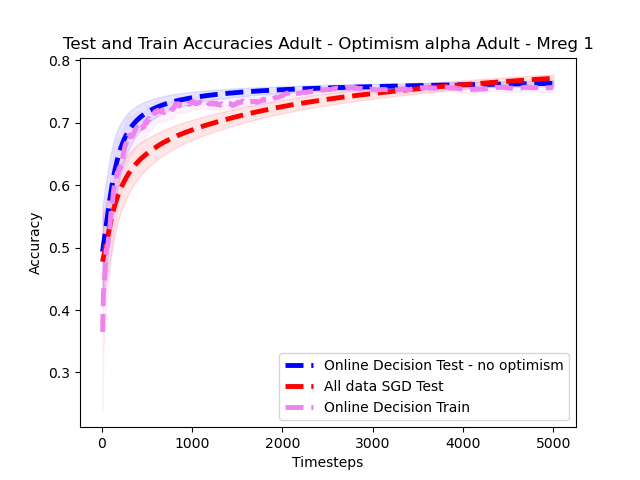 Test and Train Accuracies Adult - Optimism alpha Adult - Mreg 1
0.8
0.7
0.6
0.5
0.4
0.3
Accuracy
Online Decision Test - no optimism
All data SGD Test
Online Decision Train
0 1000 2000 3000 4000 5000
Timesteps